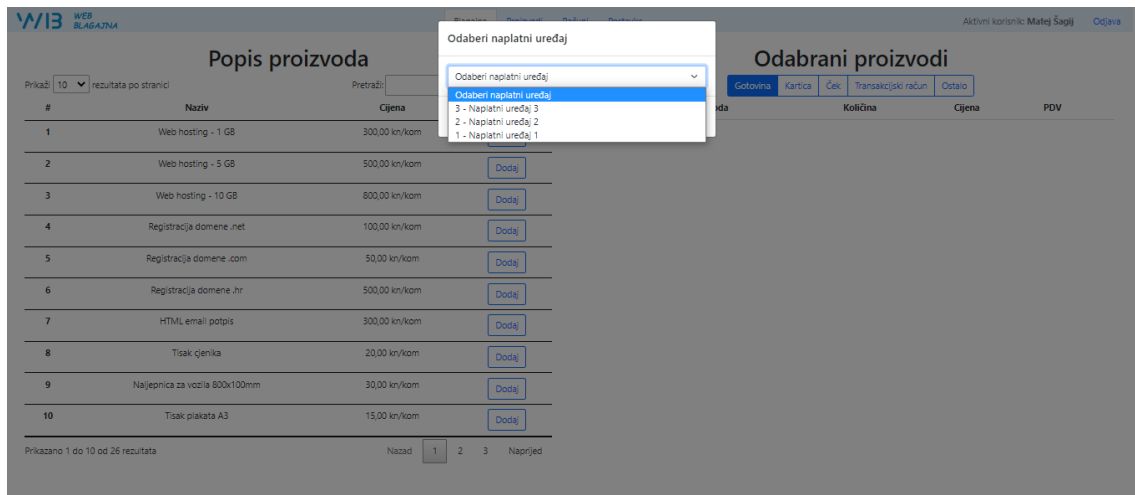 WB WEB
BLAGAJNA
Blagajna Proizvodi Računi Postavke
Aktivni korisnik: Matej Šagij Odjava
Odaberi naplatni uređaj
Odaberi naplatni uređaj
Odaberi naplatni uređaj
3 - Naplatni uređaj 3
2 - Naplatni uređaj 2
1 - Naplatni uređaj 1
Popis proizvoda
Prikaži 10 rezultata po stranici Pretraži:
# Naziv Cijena
1 Web hosting - 1 GB 300,00 kn/kom
2 Web hosting - 5 GB 500,00 kn/kom Dodaj
3 Web hosting - 10 GB 800,00 kn/kom Dodaj
4 Registracija domene .net 100,00 kn/kom Dodaj
5 Registracija domene .com 50,00 kn/kom Dodaj
6 Registracija domene .hr 500,00 kn/kom Dodaj
7 HTML email potpis 300,00 kn/kom Dodaj
8 Tisak cjenika 20,00 kn/kom Dodaj
9 Naljepnica za vozila 800x100mm 30,00 kn/kom Dodaj
10 Tisak plakata A3 15,00 kn/kom Dodaj
Prikazano 1 do 10 od 26 rezultata Nazad 1 2 3 Naprijed
Odabrani proizvodi
Gotovina Kartica Ček Transakcijski račun Ostalo
Količina Cijena PDV